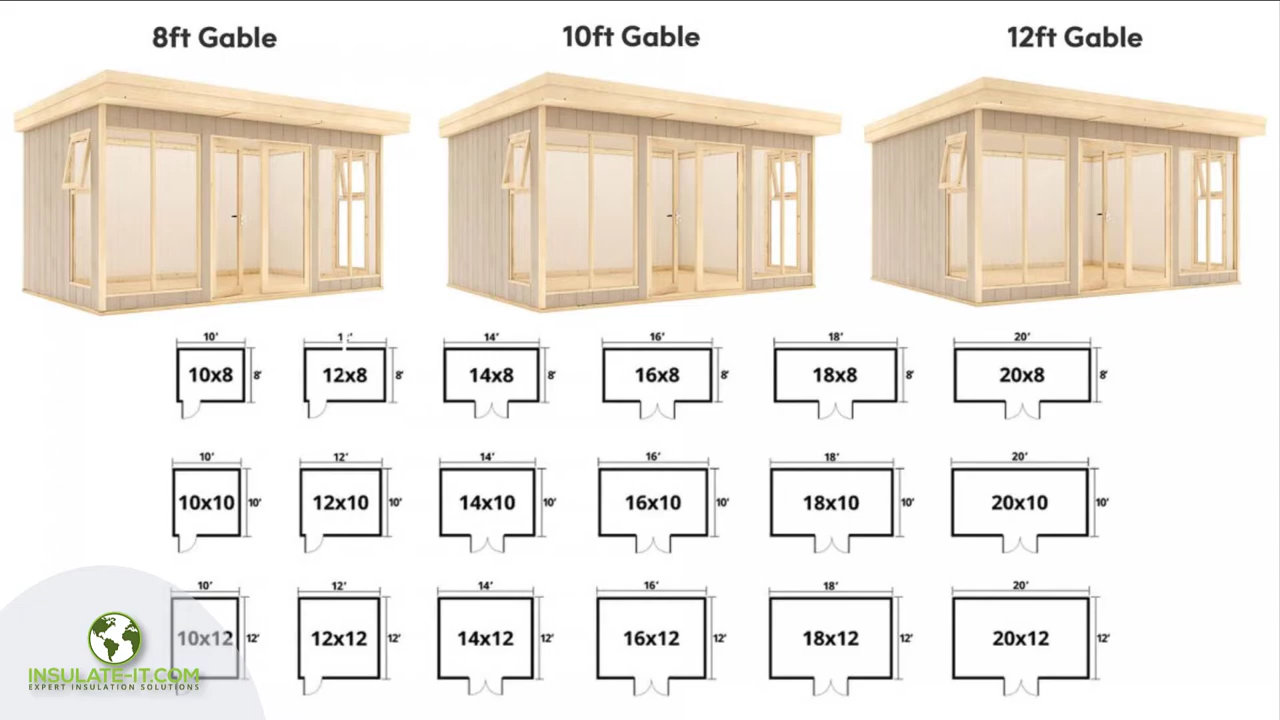 8ft Gable
10ft Gable
12ft Gable
10'
14'
16'
18'
20'
10x8
8'
12x8
8'
14x8
8'
16x8
8'
18x8
8'
20x8
8'
10'
12'
14'
16'
18'
20'
10x10
10'
12x10
10'
14x10
10'
16x10
10'
18x10
10'
20x10
10'
10'
12'
14'
16'
18'
20'
10x12
12'
12x12
12'
14x12
12'
16x12
12'
18x12
12'
20x12
12'
INSULATE-IT.COM
EXPERT INSULATION SOLUTIONS